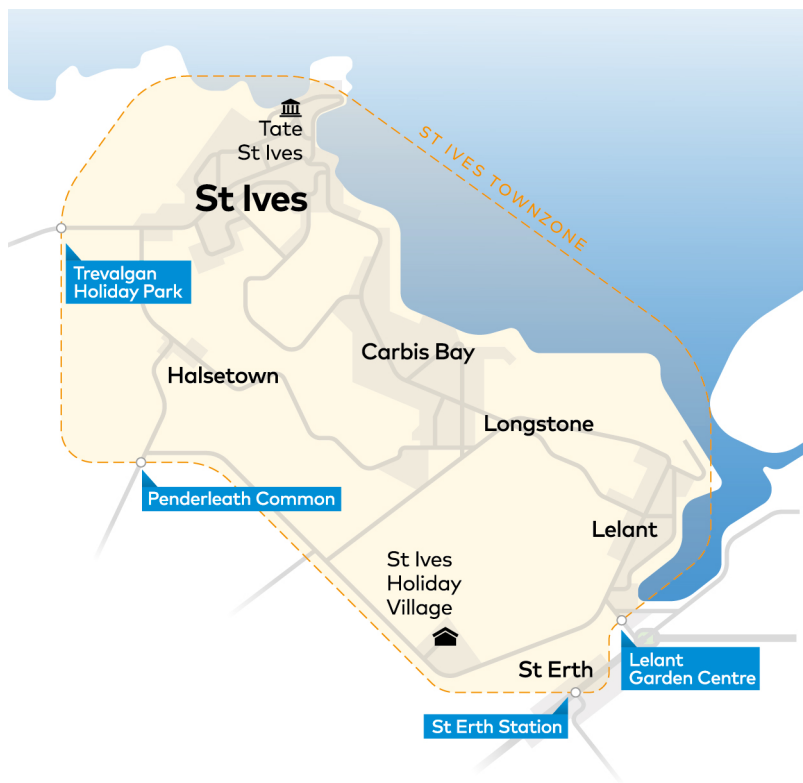 Tate
St Ives
St Ives
ST IVES TOWNZONE
Trevalgan
Holiday Park
Carbis Bay
Halsetown
Longstone
Penderleath Common
Lelant
St Ives
Holiday
Village
St Erth
Lelant
Garden Centre
St Erth Station